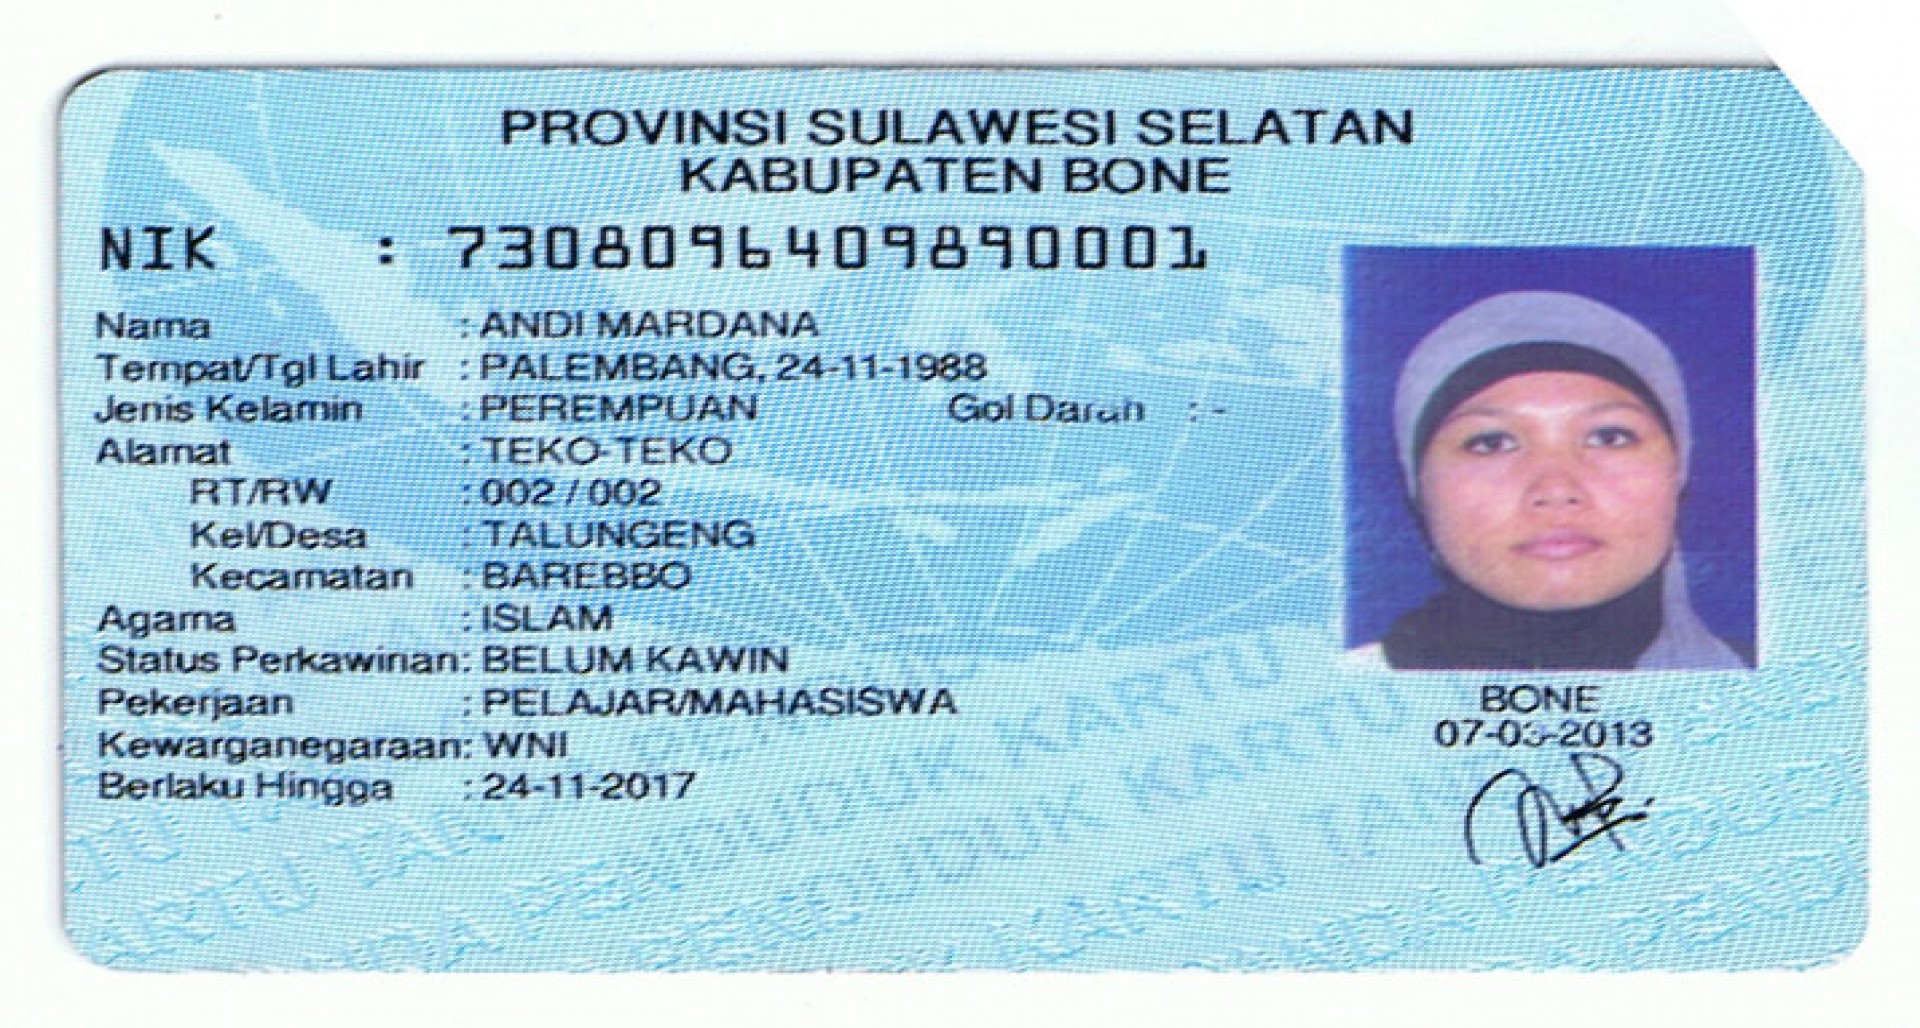 PROVINSI SULAWESI SELATAN
KABUPATEN BONE
NIK : 7308096409890001
Nama : ANDI MARDANA
Tempat/Tgl Lahir : PALEMBANG, 24-11-1988
Jenis Kelamin : PEREMPUAN Gol Darah : -
Alamat : TEKO-TEKO
RT/RW : 002 / 002
Kel/Desa : TALUNGENG
Kecamatan : BAREBBO
Agama : ISLAM
Status Perkawinan: BELUM KAWIN
Pekerjaan : PELAJAR/MAHASISWA
Kewarganegaraan: WNI
Berlaku Hingga : 24-11-2017
BONE
07-03-2013